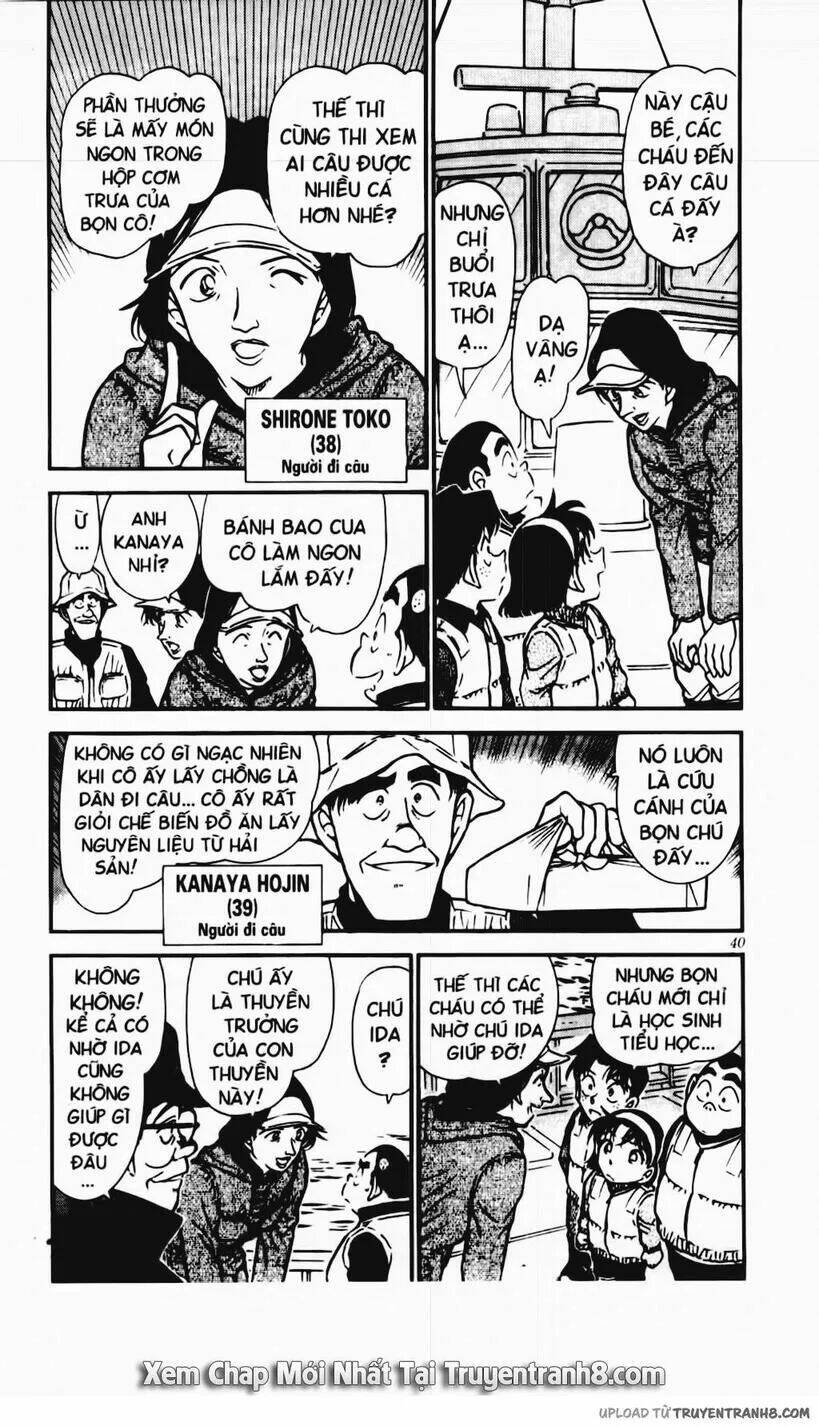 NÀY CẬU
BÉ, CÁC
CHÁU ĐẾN
ĐÂY CÂU
CÁ ĐẤY
À?
DẠ
VÂNG
Ạ!
NHƯNG
CHỈ
BUỔI
TRƯA
THÔI
Ạ...
THẾ THÌ
CÙNG THI XEM
AI CÂU ĐƯỢC
NHIỀU CÁ
HƠN NHÉ?
PHẦN THƯỞNG
SẼ LÀ MẤY MÓN
NGON TRONG
HỘP CƠM
TRƯA CỦA
BỌN CÔ!
SHIRONE TOKO
(38)
Người đi câu
BÁNH BAO CUA
CÔ LÀM NGON
LẮM ĐẤY!
ANH
KANAYA
NHỈ?
Ừ
...
NÓ LUÔN
LÀ CỨU
CÁNH CỦA
BỌN CHÚ
ĐẤY...
KHÔNG CÓ GÌ NGẠC NHIÊN
KHI CÔ ẤY LẤY CHỒNG LÀ
DÂN ĐI CÂU... CÔ ẤY RẤT
GIỎI CHẾ BIẾN ĐỒ ĂN LẤY
NGUYÊN LIỆU TỪ HẢI
SẢN!
KANAYA HOJIN
(39)
Người đi câu
40
NHƯNG BỌN
CHÁU MỚI CHỈ
LÀ HỌC SINH
TIỂU HỌC...
THẾ THÌ CÁC
CHÁU CÓ THỂ
NHỜ CHÚ IDA
GIÚP ĐỠ!
CHÚ
IDA
?
CHÚ ẤY
LÀ THUYỀN
TRƯỞNG
CỦA CON
THUYỀN
NÀY!
KHÔNG
KHÔNG!
KỂ CẢ CÓ
NHỜ IDA
CŨNG
KHÔNG
GIÚP GÌ
ĐƯỢC
ĐÂU
...
Xem Chap Mới Nhất Tại Truyentranh8.com
UPLOAD TỪ TRUYENTRANH8.COM